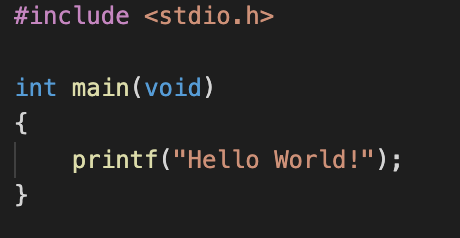 #include <stdio.h>
int main(void)
{
    printf("Hello World!");
}